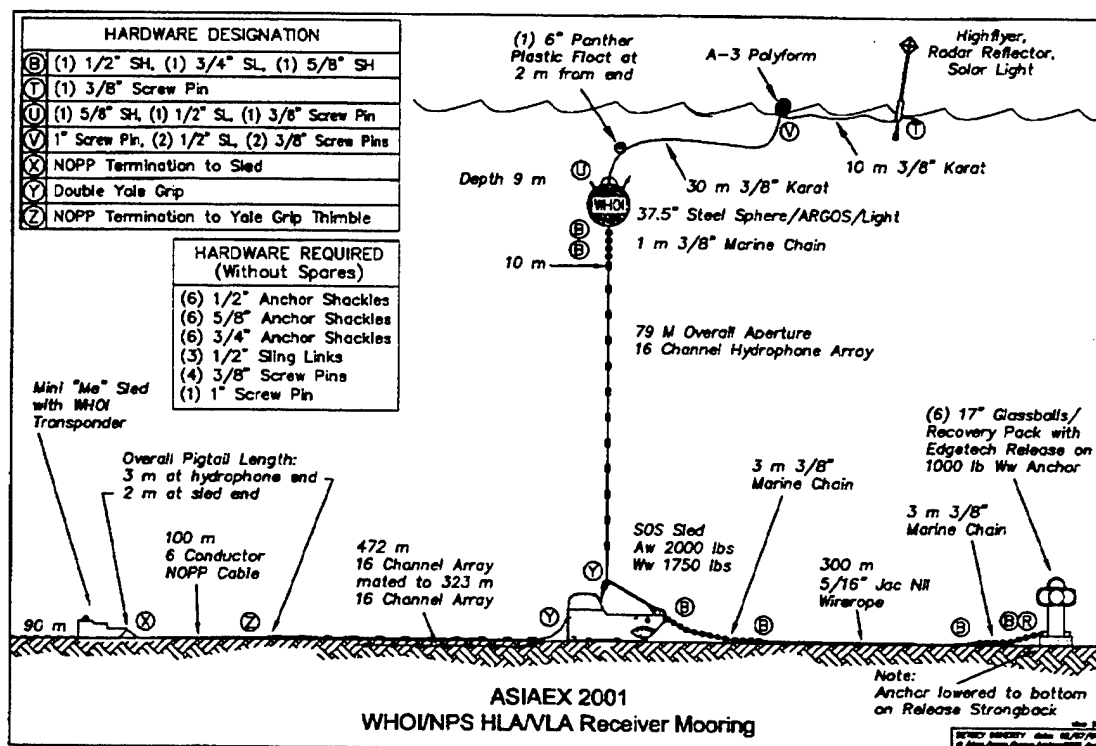 HARDWARE DESIGNATION
B (1) 1/2" SH, (1) 3/4" SL, (1) 5/8" SH
T (1) 3/8" Screw Pin
U (1) 5/8" SH, (1) 1/2" SL, (1) 3/8" Screw Pin
V 1" Screw Pin, (2) 1/2" SL, (2) 3/8" Screw Pins
X NOPP Termination to Sled
Y Double Yale Grip
Z NOPP Termination to Yale Grip Thimble
HARDWARE REQUIRED
(Without Spares)
(6) 1/2" Anchor Shackles
(6) 5/8" Anchor Shackles
(6) 3/4" Anchor Shackles
(3) 1/2" Sling Links
(4) 3/8" Screw Pins
(1) 1" Screw Pin
(1) 6" Panther
Plastic Float at
2 m from end
A-3 Polyform
Highflyer,
Radar Reflector,
Solar Light
V
T
10 m 3/8" Karat
U
Depth 9 m
30 m 3/8" Karat
WHOI
37.5" Steel Sphere/ARGOS/Light
B
B
1 m 3/8" Marine Chain
10 m
79 M Overall Aperture
16 Channel Hydrophone Array
Mini "Me" Sled
with WHOI
Transponder
Overall Pigtail Length:
3 m at hydrophone end
2 m at sled end
100 m
6 Conductor
NOPP Cable
472 m
16 Channel Array
mated to 323 m
16 Channel Array
SOS Sled
Aw 2000 lbs
Ww 1750 lbs
3 m 3/8"
Marine Chain
(6) 17" Glassballs/
Recovery Pack with
Edgetech Release on
1000 lb Ww Anchor
3 m 3/8"
Marine Chain
300 m
5/16" Jac Nil
Wirerope
90 m
X
Z
Y
Y
B
B
B
B R
Note:
Anchor lowered to bottom
on Release Strongback
ASIAEX 2001
WHOI/NPS HLA/VLA Receiver Mooring